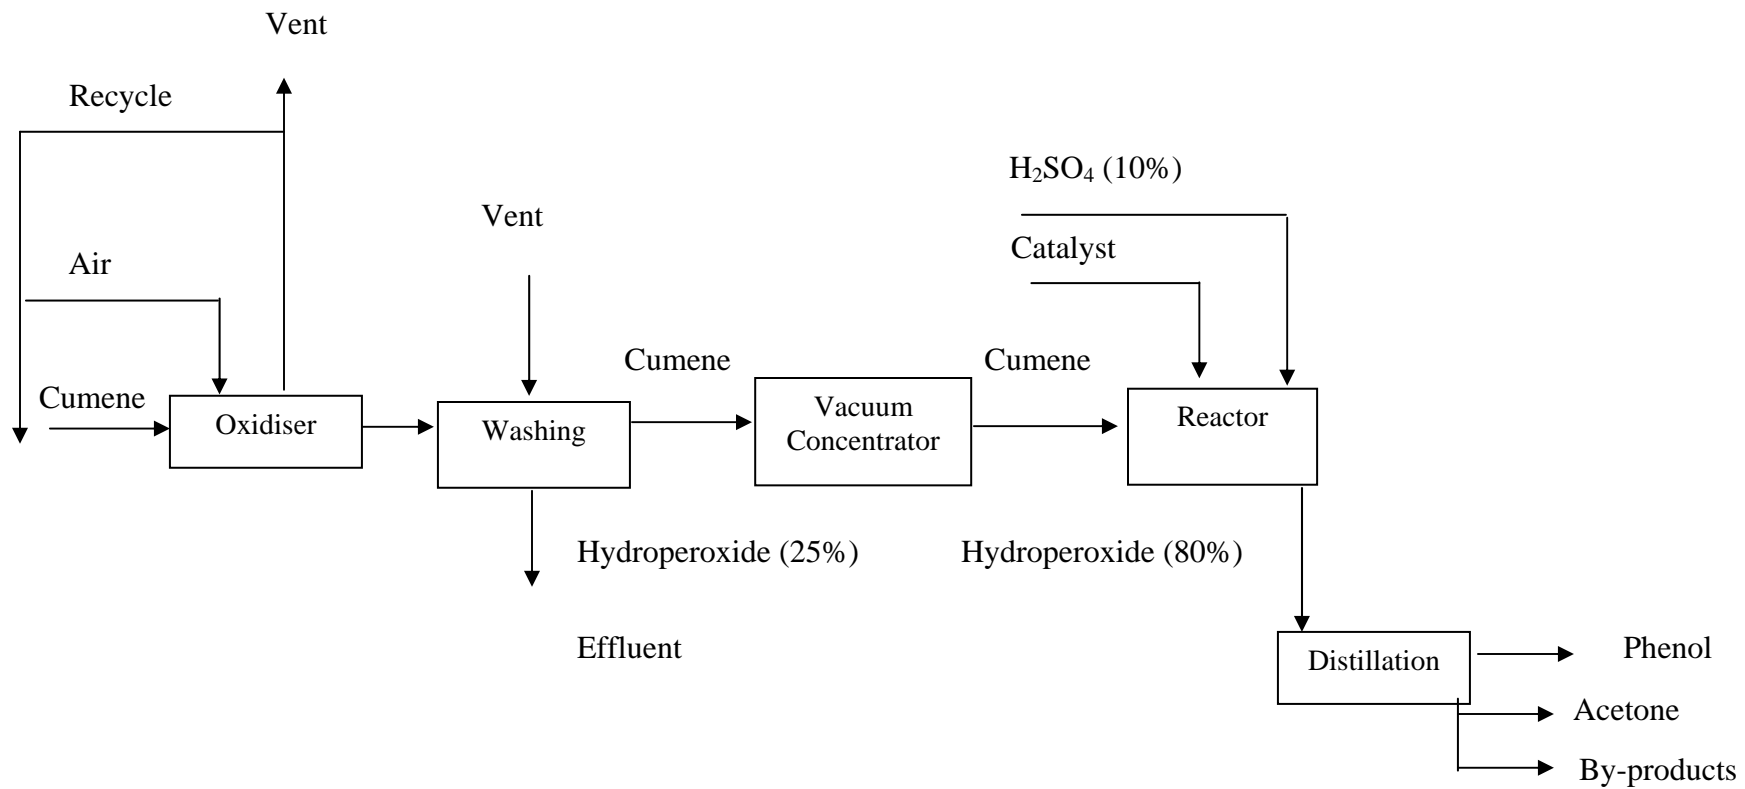 Vent
Recycle
H₂SO₄ (10%)
Vent
Catalyst
Air
Cumene
Cumene
Cumene
Oxidiser
Washing
Vacuum
Concentrator
Reactor
Hydroperoxide (25%)
Hydroperoxide (80%)
Effluent
Distillation
Phenol
Acetone
By-products